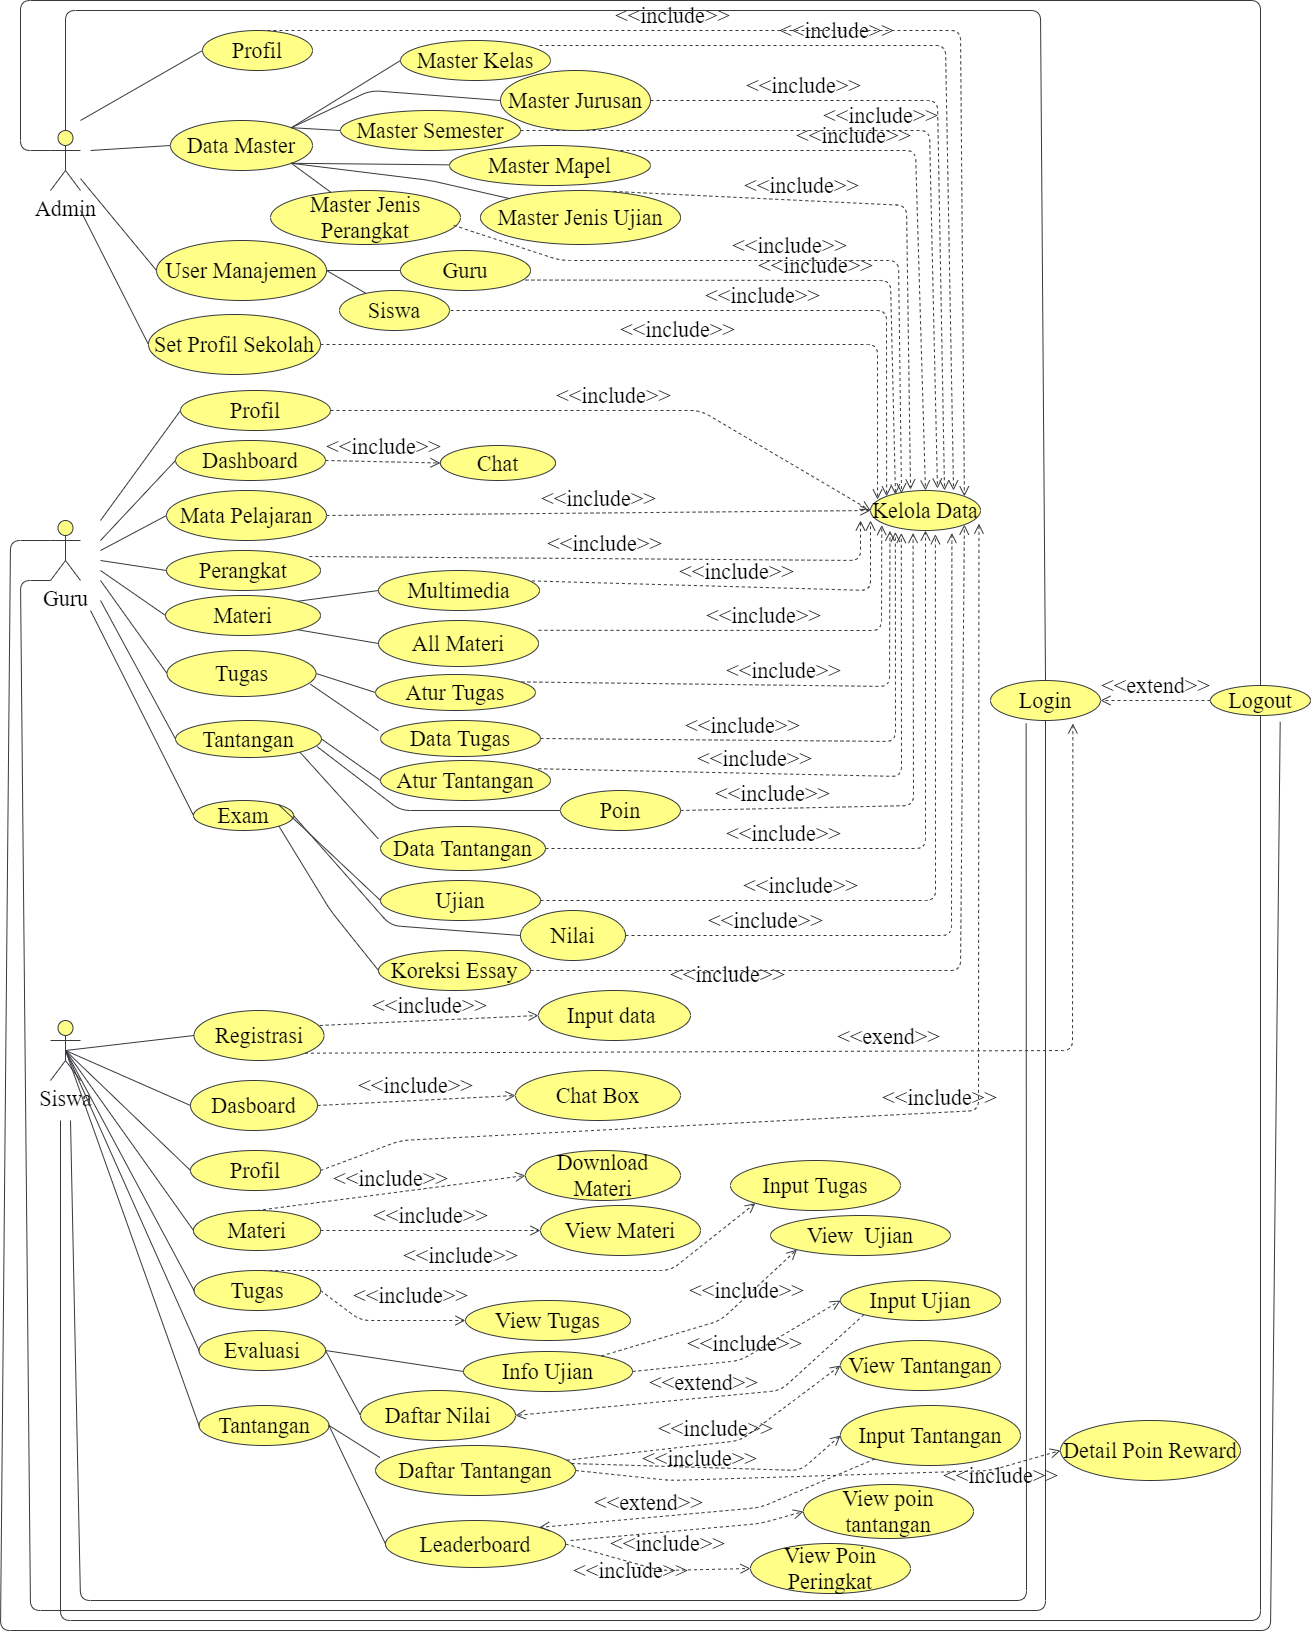 <<include>>
Profil
<<include>>
Master Kelas
<<include>>
Master Jurusan
<<include>>
Master Semester
<<include>>
Data Master
Master Mapel
<<include>>
Master Jenis
Perangkat
Master Jenis Ujian
Admin
<<include>>
<<include>>
User Manajemen
Guru
<<include>>
Siswa
<<include>>
Set Profil Sekolah
<<include>>
Profil
<<include>>
Dashboard
Chat
<<include>>
Mata Pelajaran
Kelola Data
<<include>>
Perangkat
<<include>>
Multimedia
Guru
Materi
<<include>>
All Materi
<<include>>
Tugas
Atur Tugas
<<extend>>
Login
Logout
<<include>>
Tantangan
Data Tugas
<<include>>
Atur Tantangan
<<include>>
Poin
Exam
<<include>>
Data Tantangan
<<include>>
Ujian
<<include>>
Nilai
Koreksi Essay
<<include>>
<<include>>
Input data
Registrasi
<<exend>>
<<include>>
Siswa
Chat Box
<<include>>
Dasboard
Profil
<<include>>
Download
Materi
Input Tugas
<<include>>
Materi
View Materi
View  Ujian
<<include>>
Tugas
<<include>>
<<include>>
Input Ujian
View Tugas
<<include>>
Evaluasi
Info Ujian
View Tantangan
<<extend>>
Daftar Nilai
Tantangan
<<include>>
Input Tantangan
<<include>>
Detail Poin Reward
Daftar Tantangan
<<include>>
<<extend>>
View poin
tantangan
Leaderboard
<<include>>
<<include>>
View Poin
Peringkat